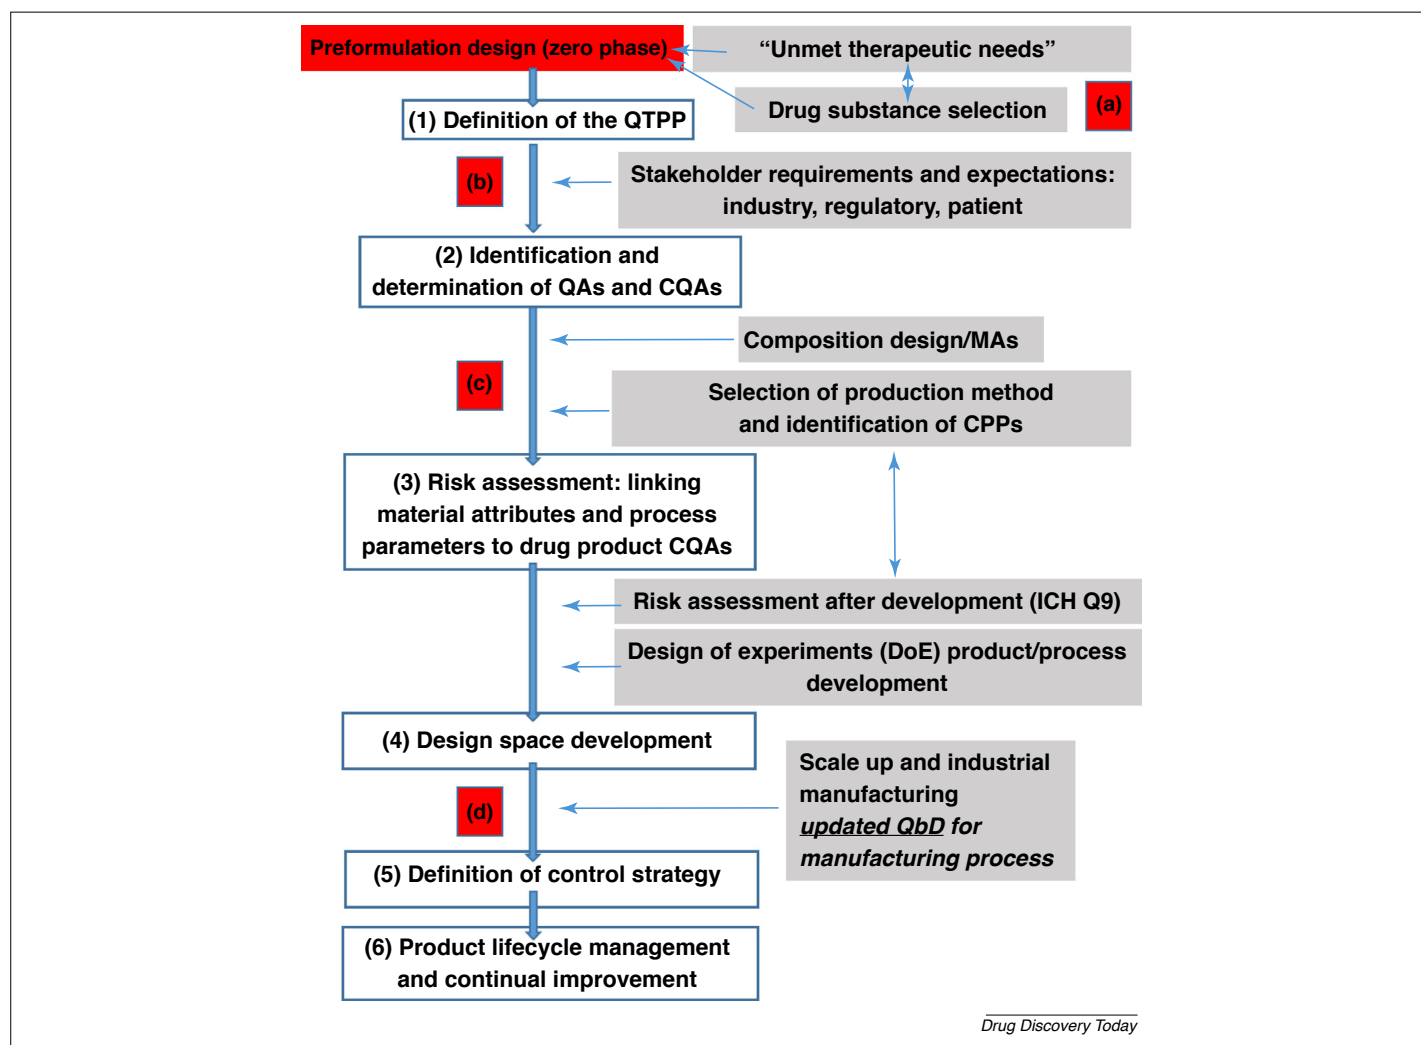 Preformulation design (zero phase)
“Unmet therapeutic needs”
Drug substance selection
(a)
(1) Definition of the QTPP
(b)
Stakeholder requirements and expectations:
industry, regulatory, patient
(2) Identification and
determination of QAs and CQAs
Composition design/MAs
(c)
Selection of production method
and identification of CPPs
(3) Risk assessment: linking
material attributes and process
parameters to drug product CQAs
Risk assessment after development (ICH Q9)
Design of experiments (DoE) product/process
development
(4) Design space development
Scale up and industrial
manufacturing
updated QbD for
manufacturing process
(d)
(5) Definition of control strategy
(6) Product lifecycle management
and continual improvement
Drug Discovery Today